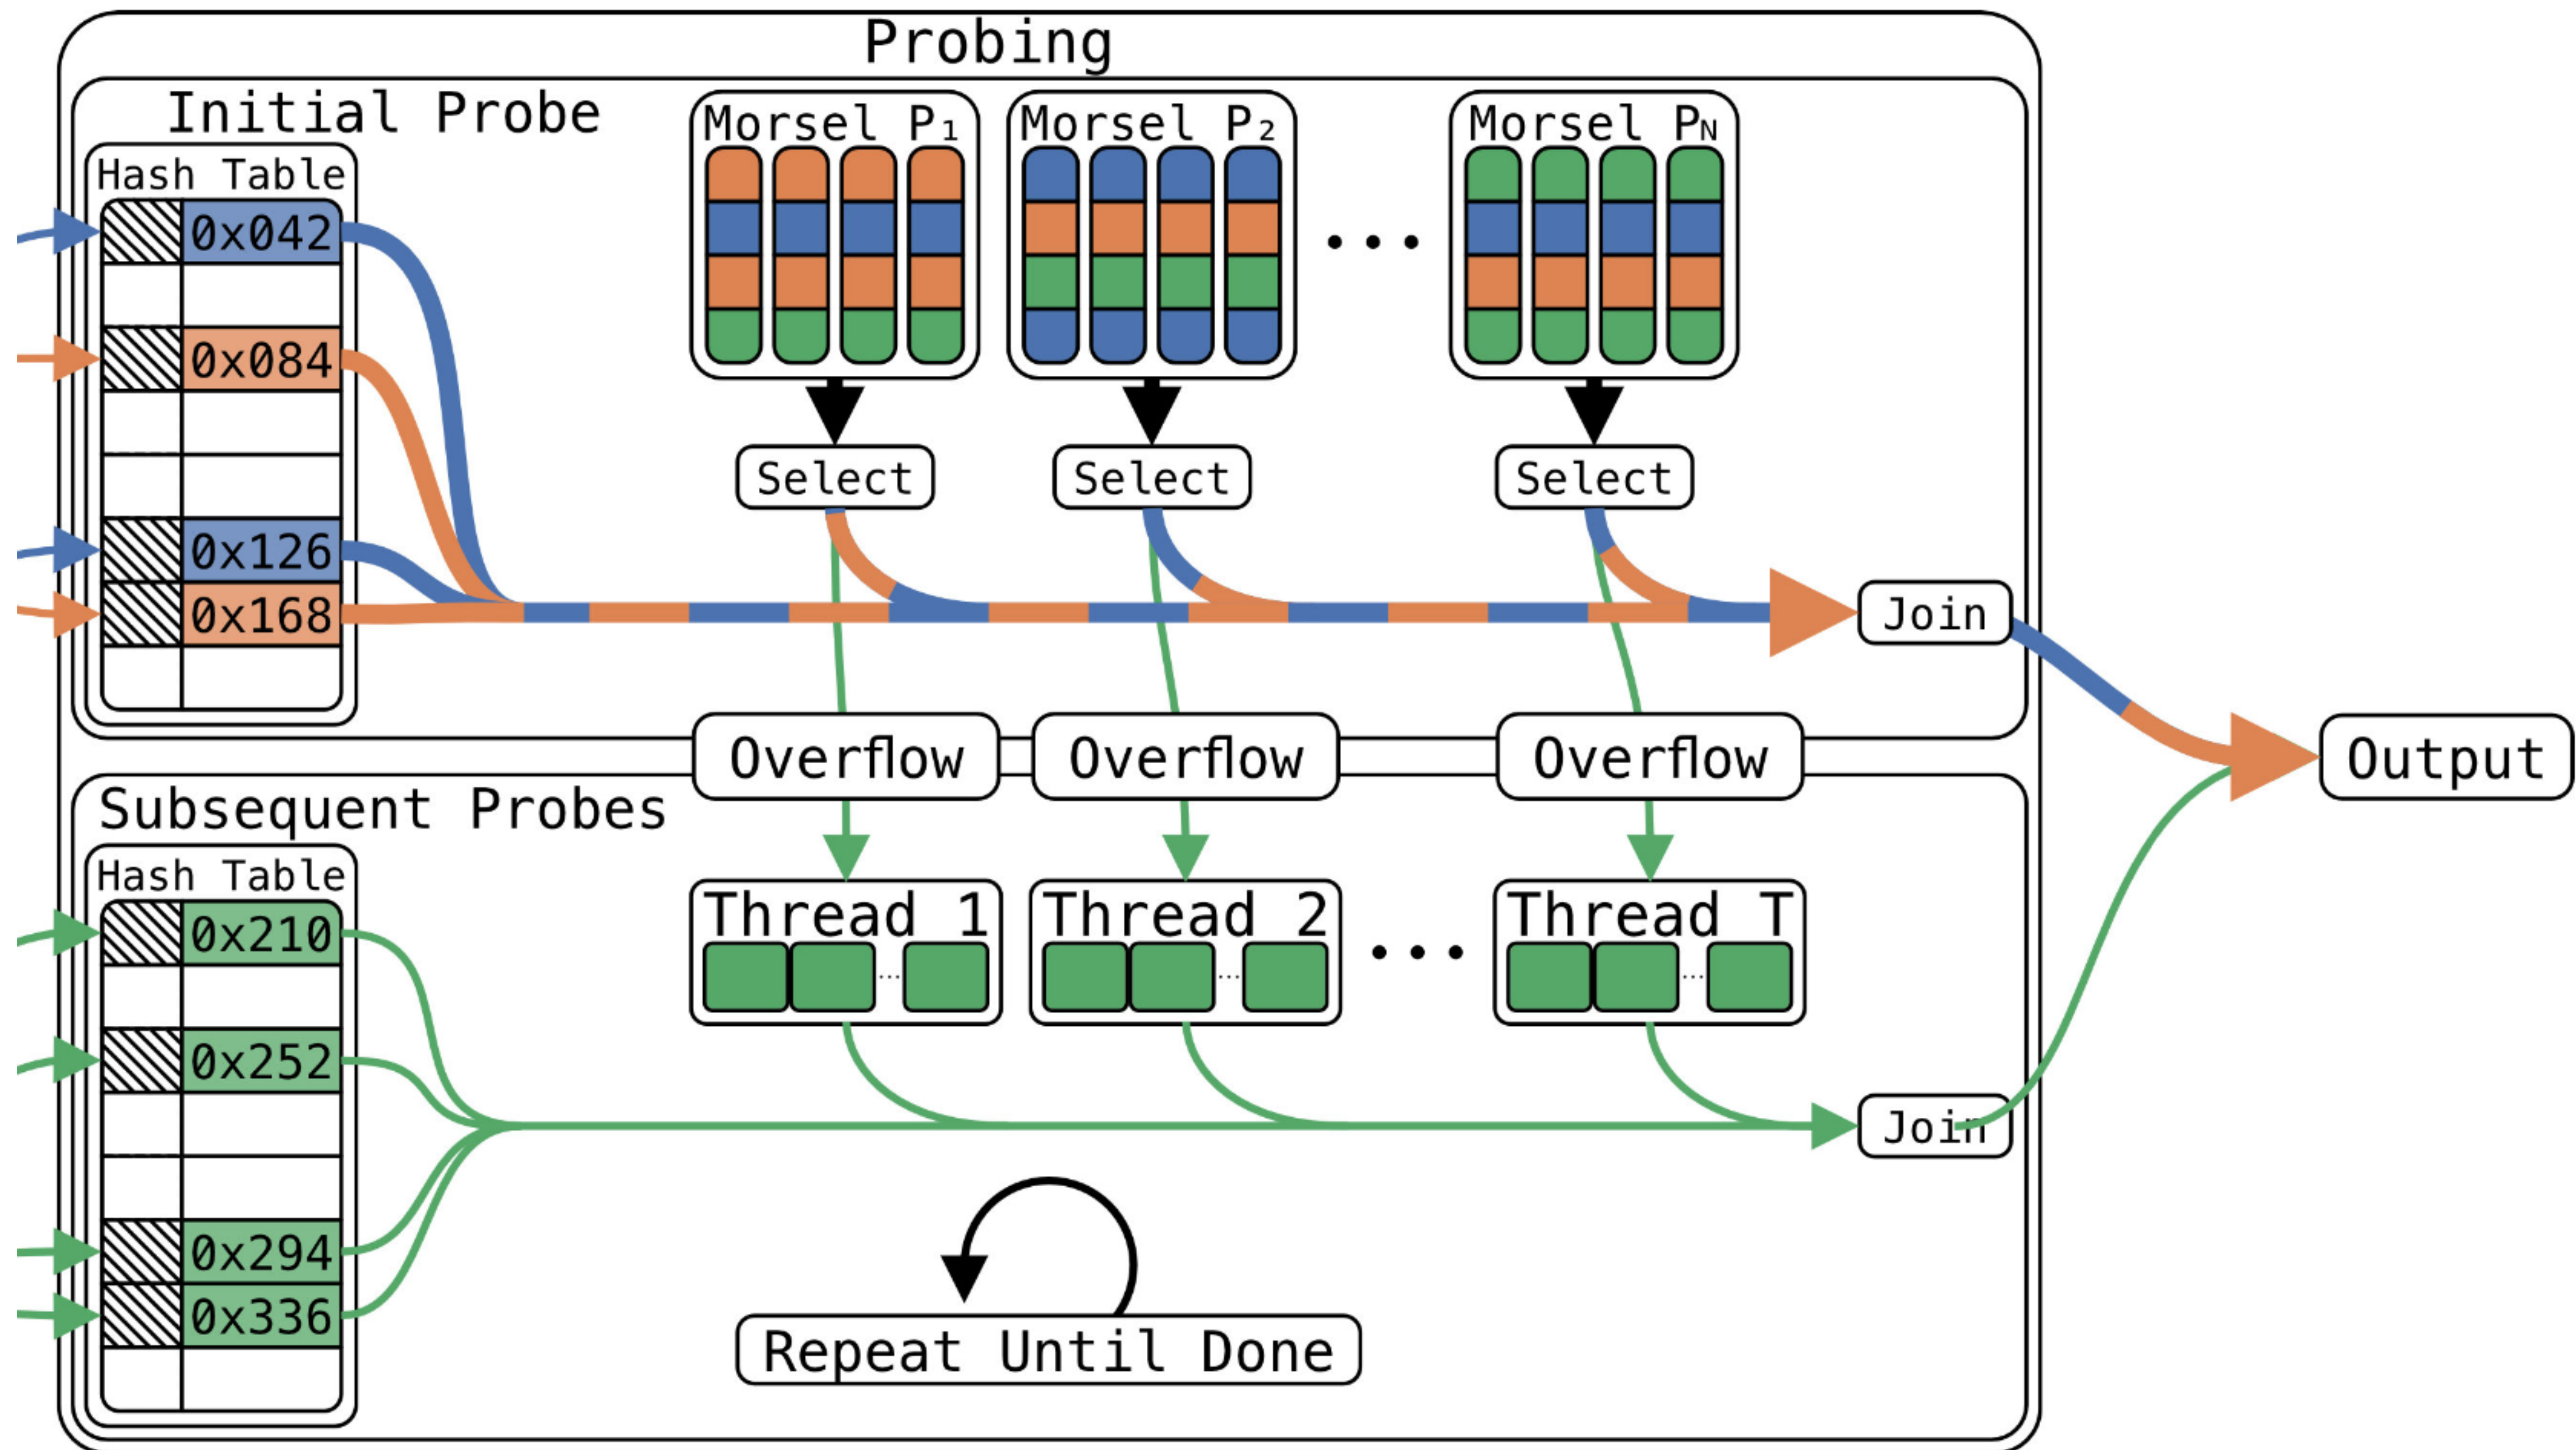 Probing
Initial Probe
Hash Table
0x042
0x084
0x126
0x168
Morsel P₁
Morsel P₂
...
Morsel PN
Select
Select
Select
Join
Overflow
Overflow
Overflow
Output
Subsequent Probes
Hash Table
0x210
0x252
0x294
0x336
Thread 1
...
Thread 2
...
...
Thread T
...
Join
Repeat Until Done